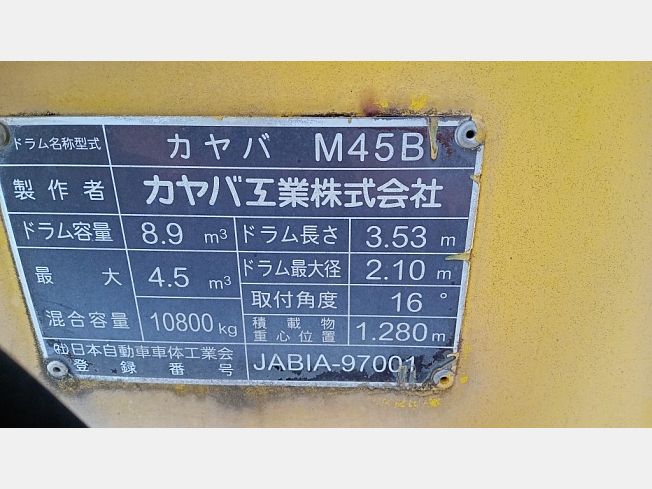 ドラム名称型式 カヤバ M45B
製作者 カヤバ工業株式会社
ドラム容量 8.9 m³ ドラム長さ 3.53 m
最大混合容量 4.5 m³ 10800kg ドラム最大径 2.10 m
取付角度 16°
積載物重心位置 1.280m
㈳日本自動車車体工業会
登録番号 JABIA-97001